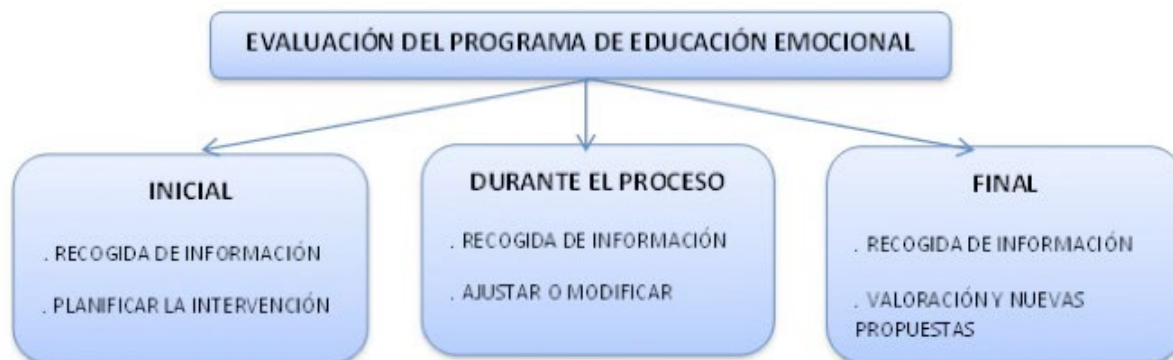 EVALUACIÓN DEL PROGRAMA DE EDUCACIÓN EMOCIONAL
INICIAL
. RECOGIDA DE INFORMACIÓN
. PLANIFICAR LA INTERVENCIÓN
DURANTE EL PROCESO
. RECOGIDA DE INFORMACIÓN
. AJUSTAR O MODIFICAR
FINAL
. RECOGIDA DE INFORMACIÓN
. VALORACIÓN Y NUEVAS
PROPUESTAS